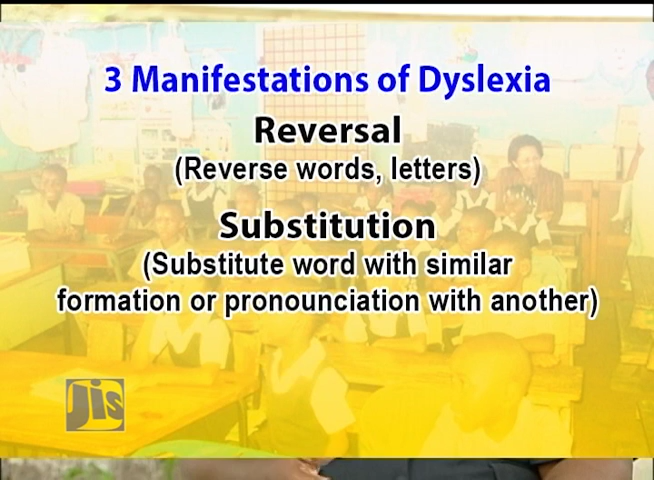 3 Manifestations of Dyslexia
Reversal
(Reverse words, letters)
Substitution
(Substitute word with similar
formation or pronounciation with another)
jis